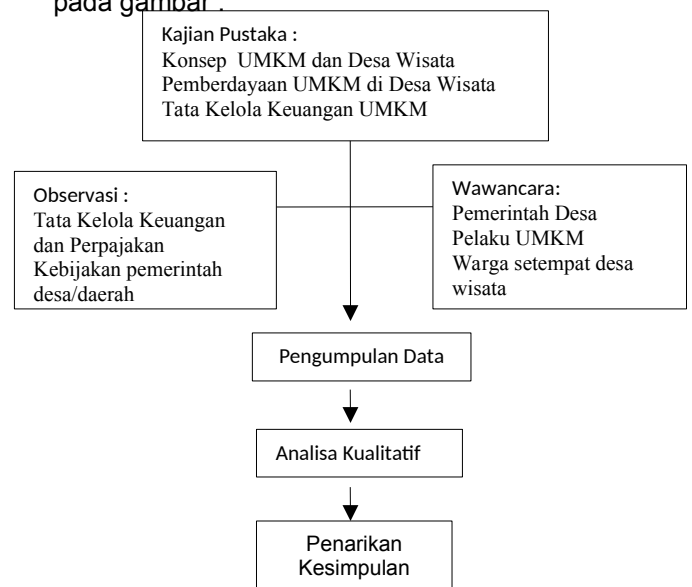 pada gambar :
Kajian Pustaka :
Konsep UMKM dan Desa Wisata
Pemberdayaan UMKM di Desa Wisata
Tata Kelola Keuangan UMKM
Observasi :
Tata Kelola Keuangan
dan Perpajakan
Kebijakan pemerintah
desa/daerah
Wawancara:
Pemerintah Desa
Pelaku UMKM
Warga setempat desa
wisata
Pengumpulan Data
Analisa Kualitatif
Penarikan
Kesimpulan